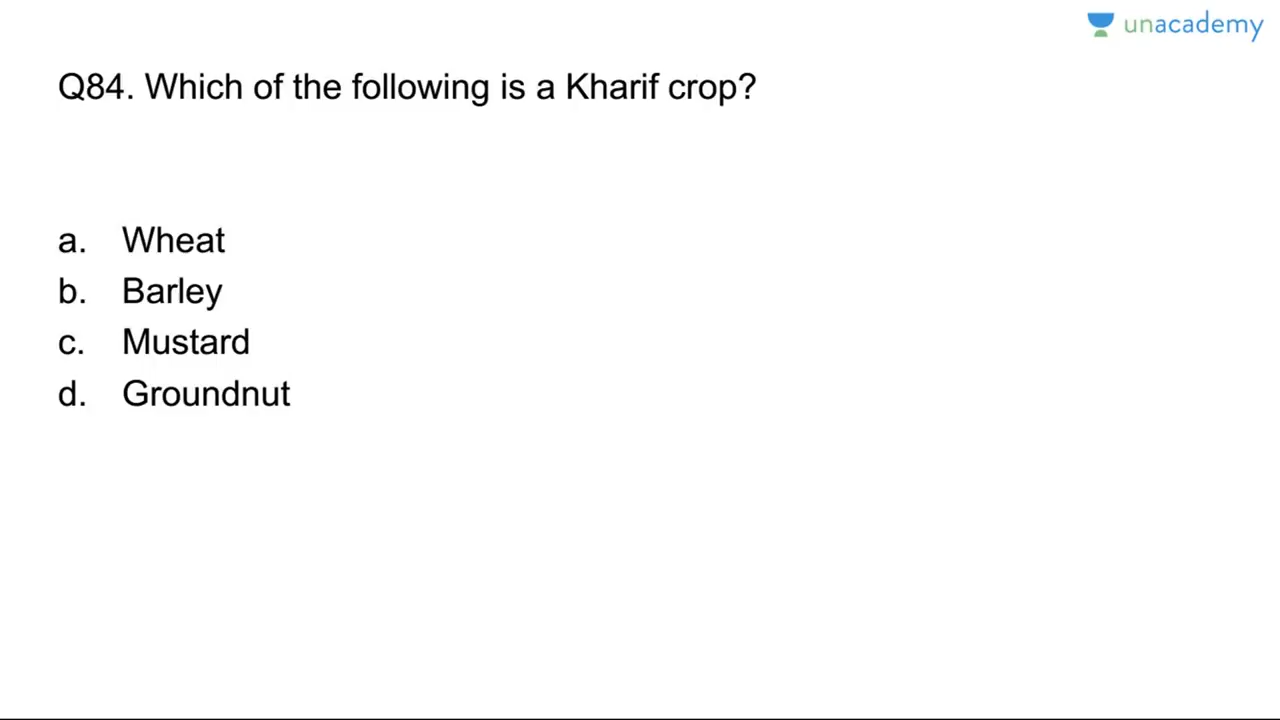 unacademy
Q84. Which of the following is a Kharif crop?
a. Wheat
b. Barley
c. Mustard
d. Groundnut